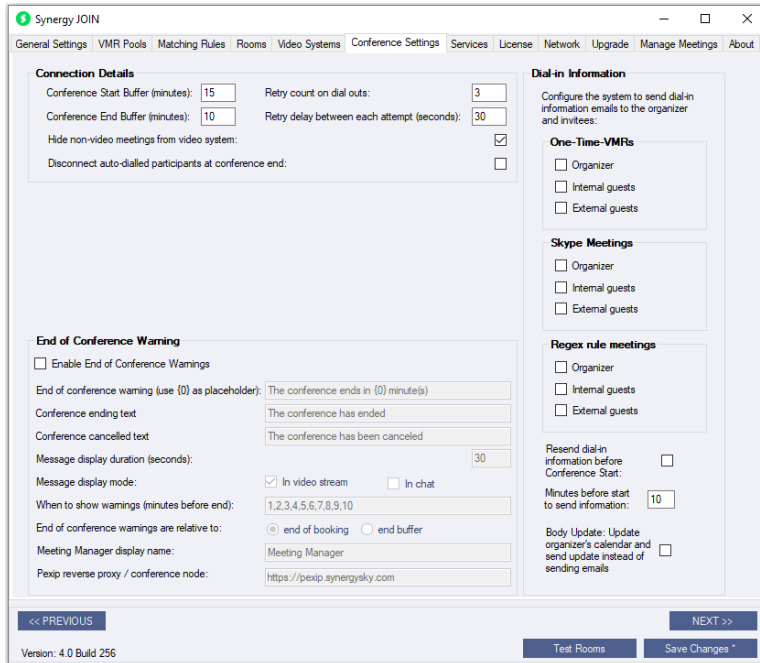 Synergy JOIN
General Settings VMR Pools Matching Rules Rooms Video Systems Conference Settings Services License Network Upgrade Manage Meetings About
Connection Details
Conference Start Buffer (minutes): 15 Retry count on dial outs: 3
Conference End Buffer (minutes): 10 Retry delay between each attempt (seconds): 30
Hide non-video meetings from video system:
Disconnect auto-dialled participants at conference end:
End of Conference Warning
Enable End of Conference Warnings
End of conference warning (use {0} as placeholder): The conference ends in {0} minute(s)
Conference ending text The conference has ended
Conference cancelled text The conference has been canceled
Message display duration (seconds): 30
Message display mode: In video stream In chat
When to show warnings (minutes before end): 1,2,3,4,5,6,7,8,9,10
End of conference warnings are relative to: end of booking end buffer
Meeting Manager display name: Meeting Manager
Pexip reverse proxy / conference node: https://pexip.synergysky.com
Dial-in Information
Configure the system to send dial-in
information emails to the organizer
and invitees:
One-Time-VMRs
Organizer
Internal guests
External guests
Skype Meetings
Organizer
Internal guests
External guests
Regex rule meetings
Organizer
Internal guests
External guests
Resend dial-in
information before
Conference Start:
Minutes before start
to send information: 10
Body Update: Update
organizer's calendar and
send update instead of
sending emails
<< PREVIOUS NEXT >>
Version: 4.0 Build 256 Test Rooms Save Changes *